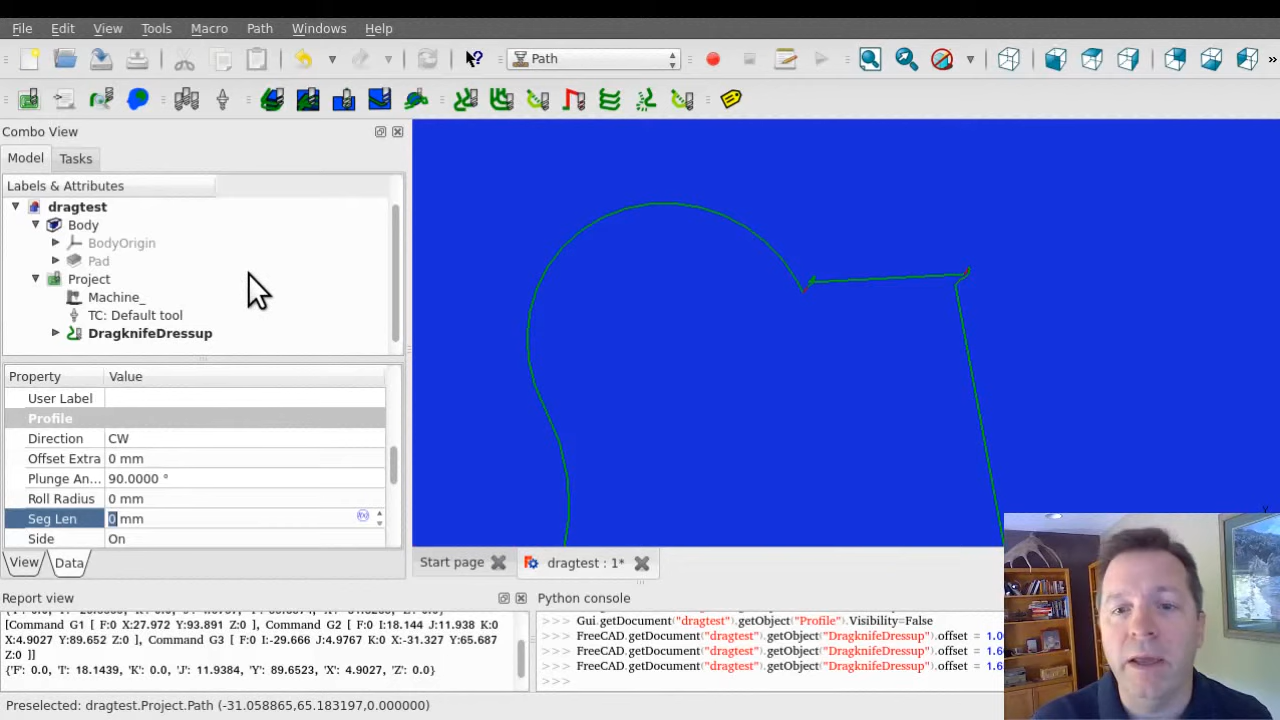 File Edit View Tools Macro Path Windows Help
Path
»
Combo View
Model Tasks
Labels & Attributes
dragtest
Body
BodyOrigin
Pad
Project
Machine_
TC: Default tool
DragknifeDressup
Property Value
User Label
Profile
Direction CW
Offset Extra 0 mm
Plunge An... 90.0000 °
Roll Radius 0 mm
Seg Len 0 mm
Side On
View Data
Start page dragtest : 1*
Report view
[Command G1 [ F:0 X:27.972 Y:93.891 Z:0 ], Command G2 [ F:0 I:18.144 J:11.938 K:0
X:4.9027 Y:89.652 Z:0 ], Command G3 [ F:0 I:-29.666 J:4.9767 K:0 X:-31.327 Y:65.687
Z:0 ]]
{'F': 0.0, 'I': 18.1439, 'K': 0.0, 'J': 11.9384, 'Y': 89.6523, 'X': 4.9027, 'Z': 0.0}
Python console
>>> Gui.getDocument("dragtest").getObject("Profile").Visibility=False
>>> FreeCAD.getDocument("dragtest").getObject("DragknifeDressup").offset = 1.0
>>> FreeCAD.getDocument("dragtest").getObject("DragknifeDressup").offset = 1.6
>>> FreeCAD.getDocument("dragtest").getObject("DragknifeDressup").offset = 1.6
>>>
Preselected: dragtest.Project.Path (-31.058865,65.183197,0.000000)